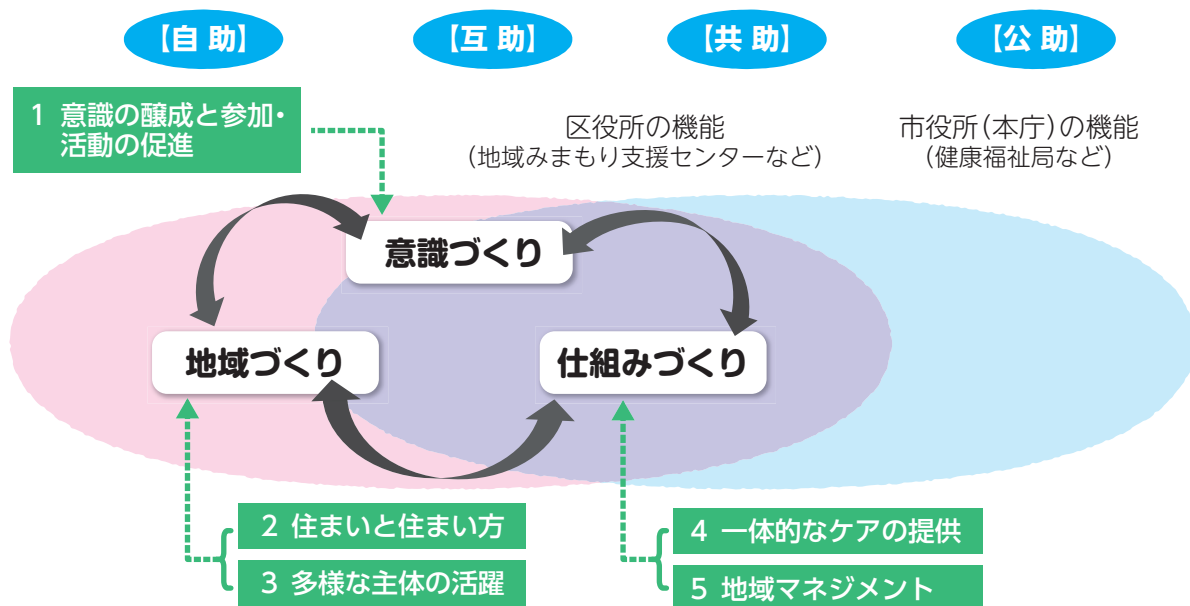 【自 助】
【互 助】
【共 助】
【公 助】
1 意識の醸成と参加・
活動の促進
区役所の機能
（地域みまもり支援センターなど）
市役所（本庁）の機能
（健康福祉局など）
意識づくり
地域づくり
仕組みづくり
2 住まいと住まい方
3 多様な主体の活躍
4 一体的なケアの提供
5 地域マネジメント